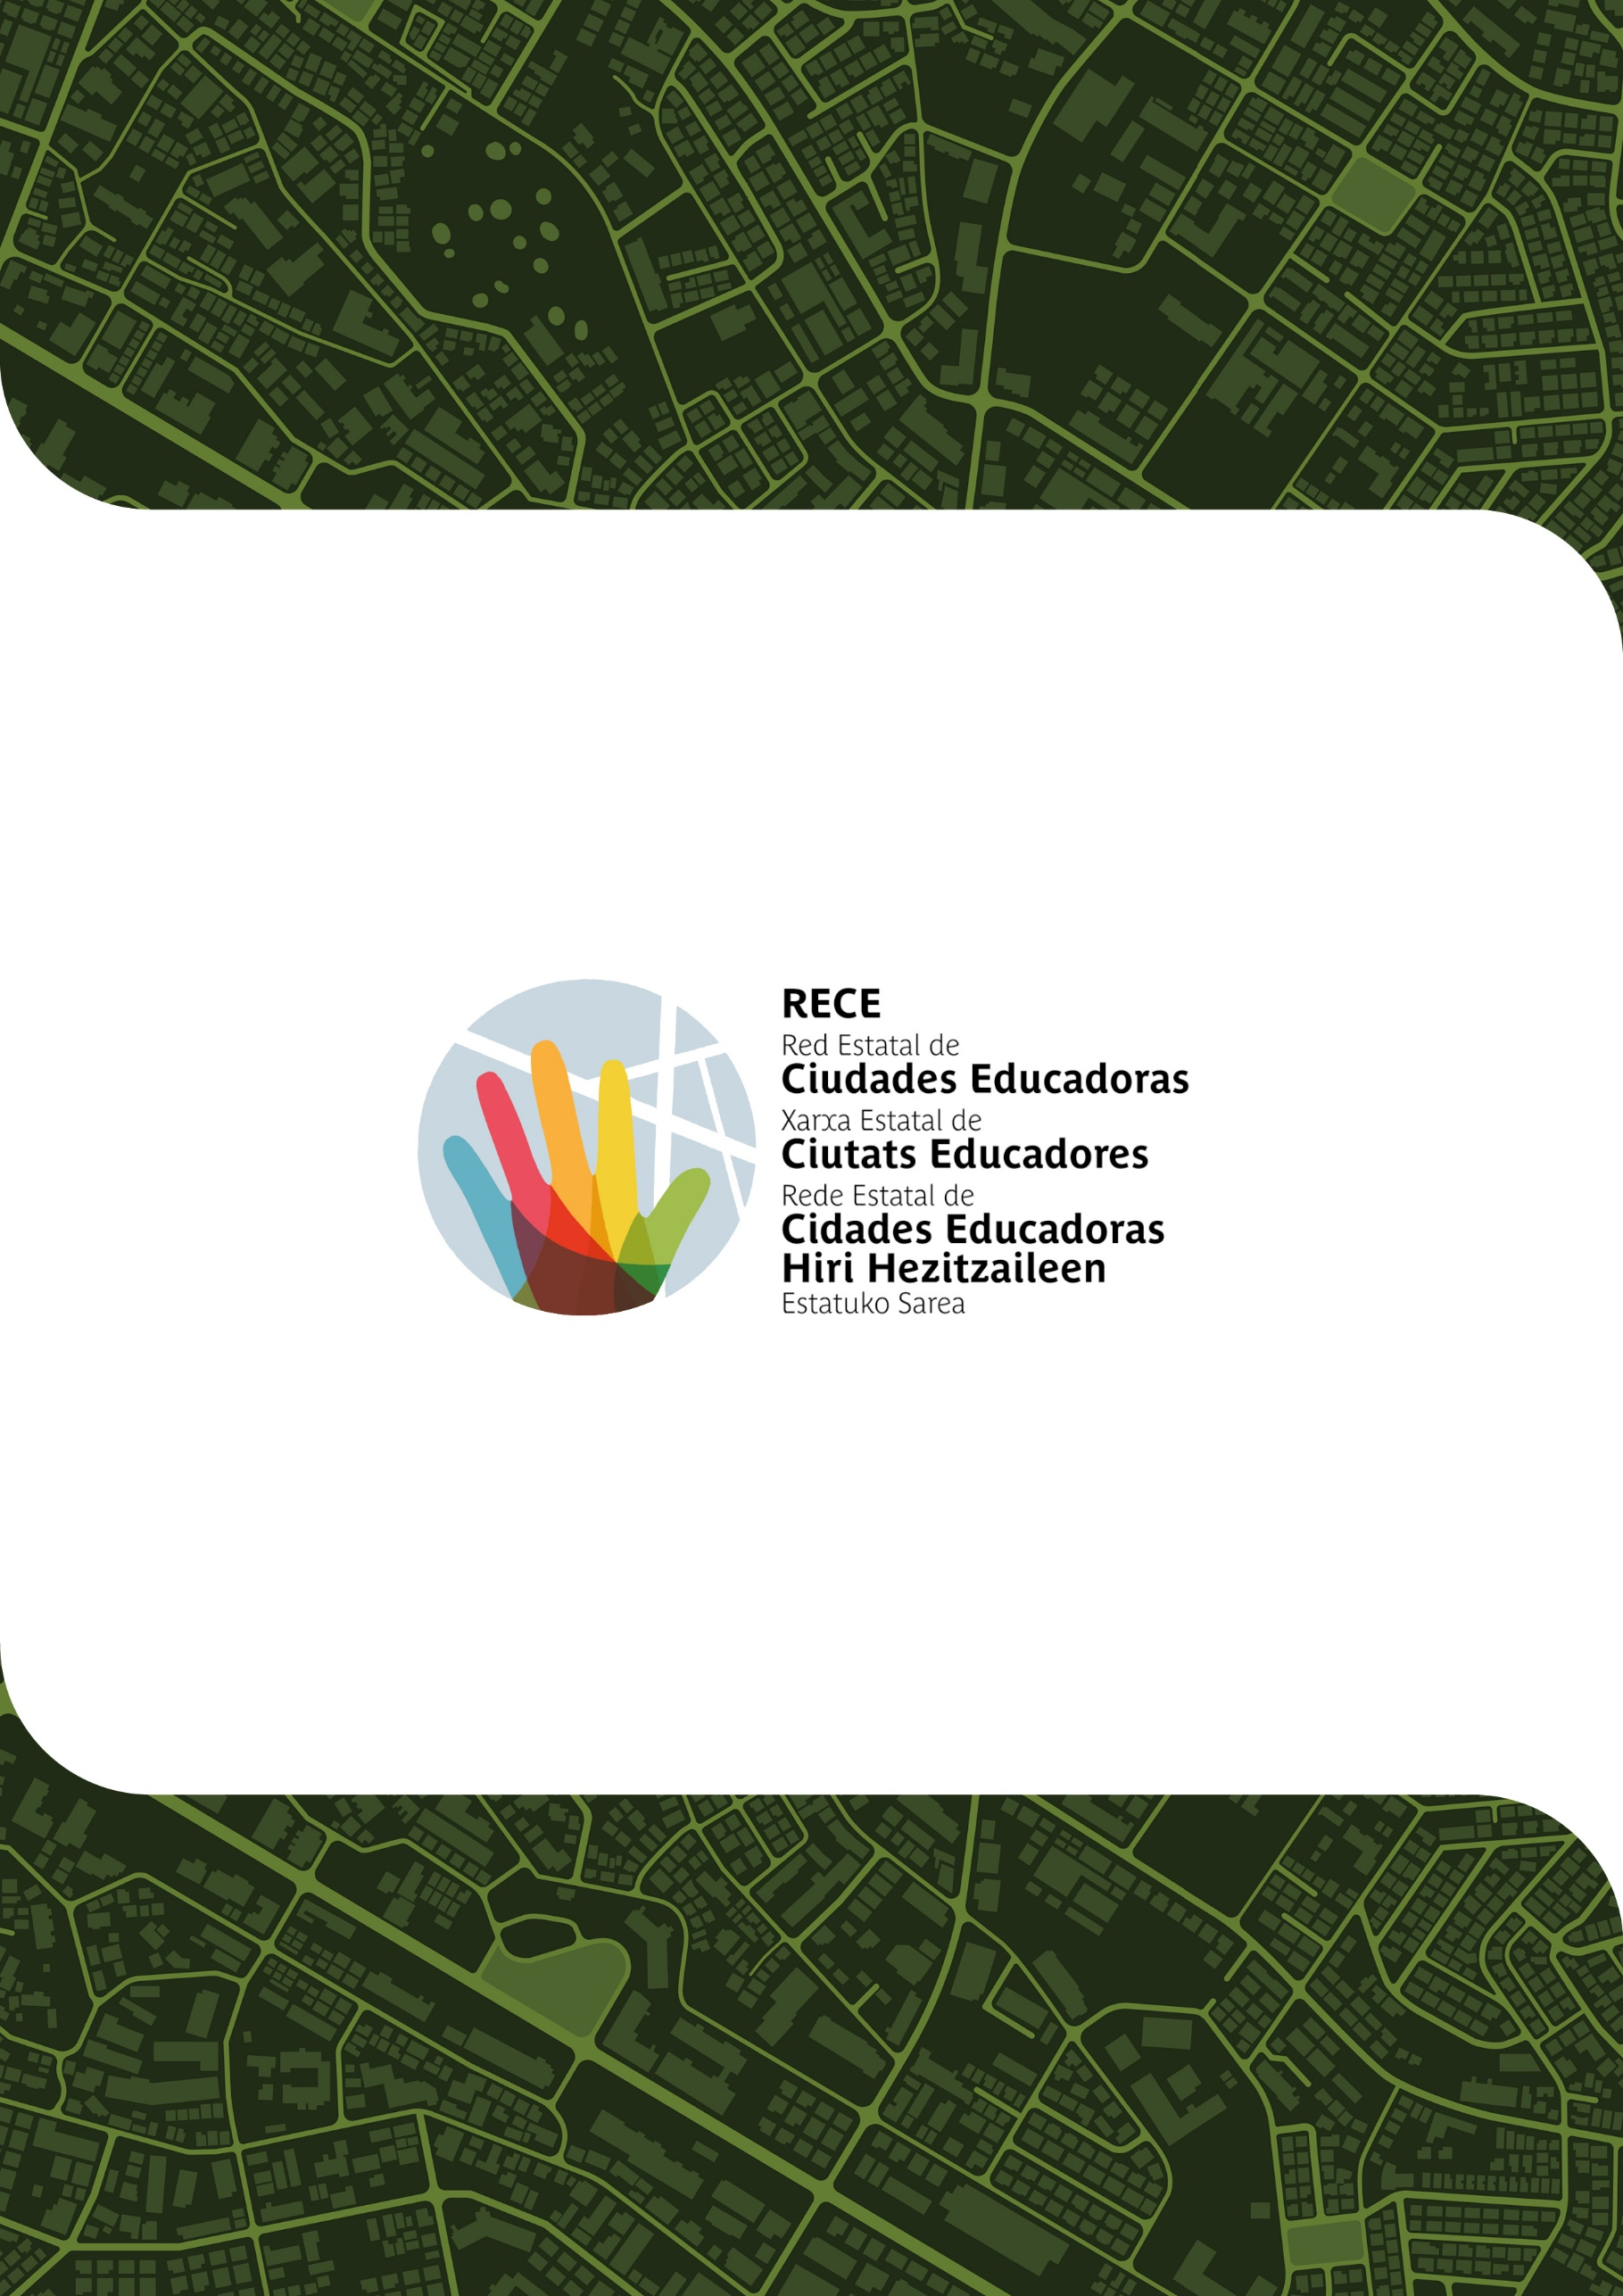 RECE
Red Estatal de
Ciudades Educadoras
Xarxa Estatal de
Ciutats Educadores
Rede Estatal de
Cidades Educadoras
Hiri Hezitzaileen
Estatuko Sarea